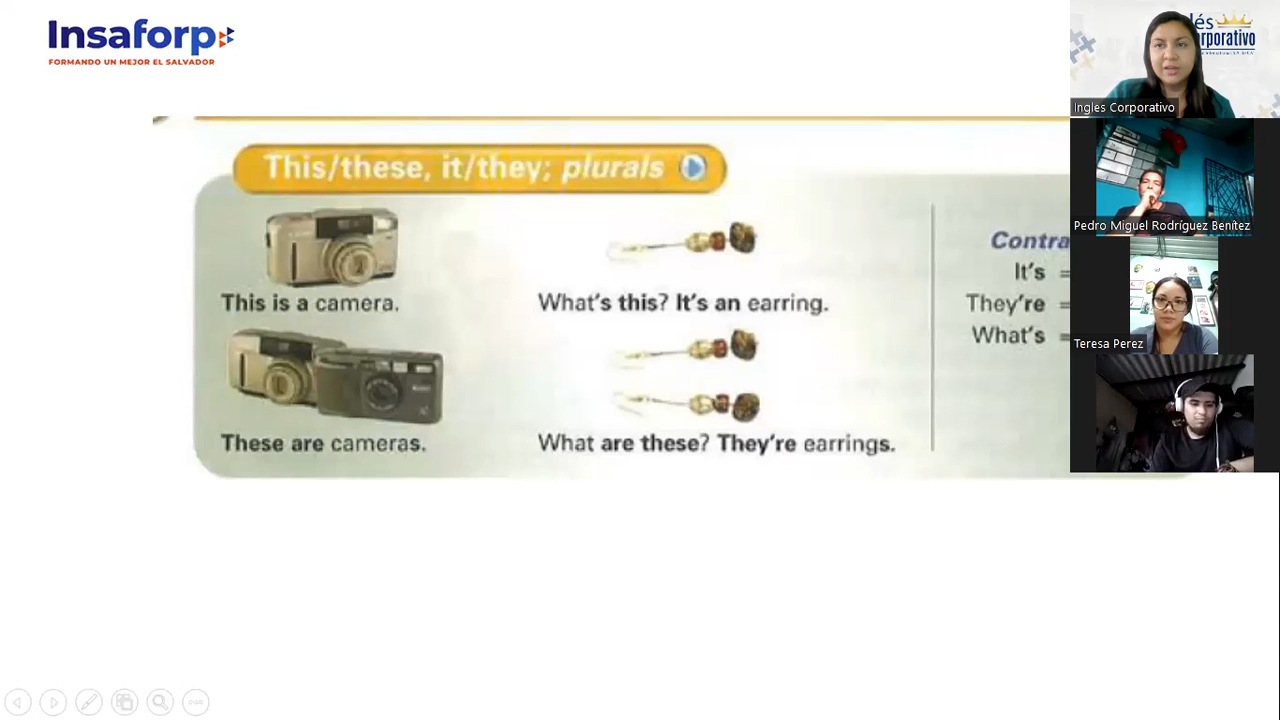 Insaforp
FORMANDO UN MEJOR EL SALVADOR
This/these, it/they; plurals
This is a camera.
What's this? It's an earring.
These are cameras.
What are these? They're earrings.
Contra
It's =
They're =
What's =
Ingles Corporativo
Pedro Miguel Rodríguez Benítez
Teresa Perez